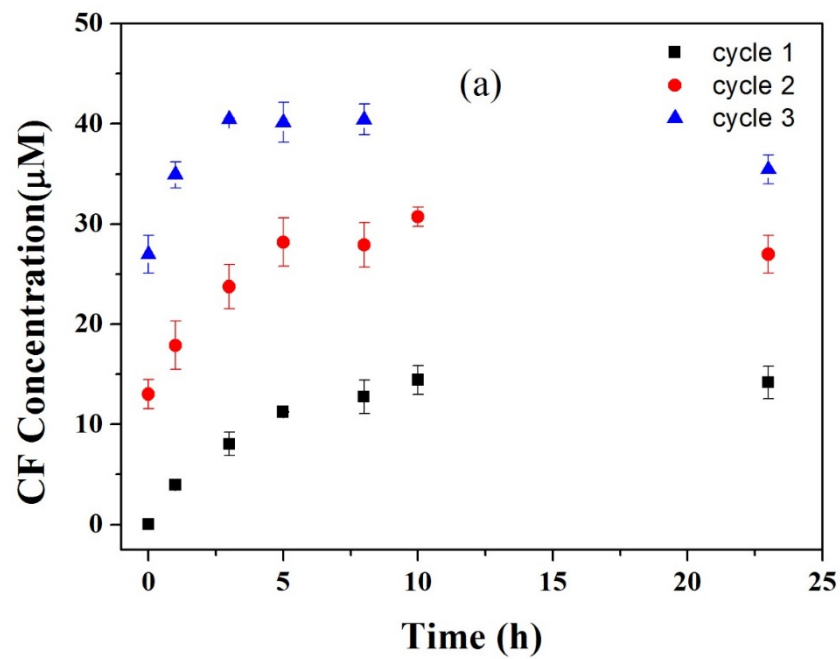 50
40
30
20
10
0
CF Concentration(μM)
(a)
cycle 1
cycle 2
cycle 3
0 5 10 15 20 25
Time (h)